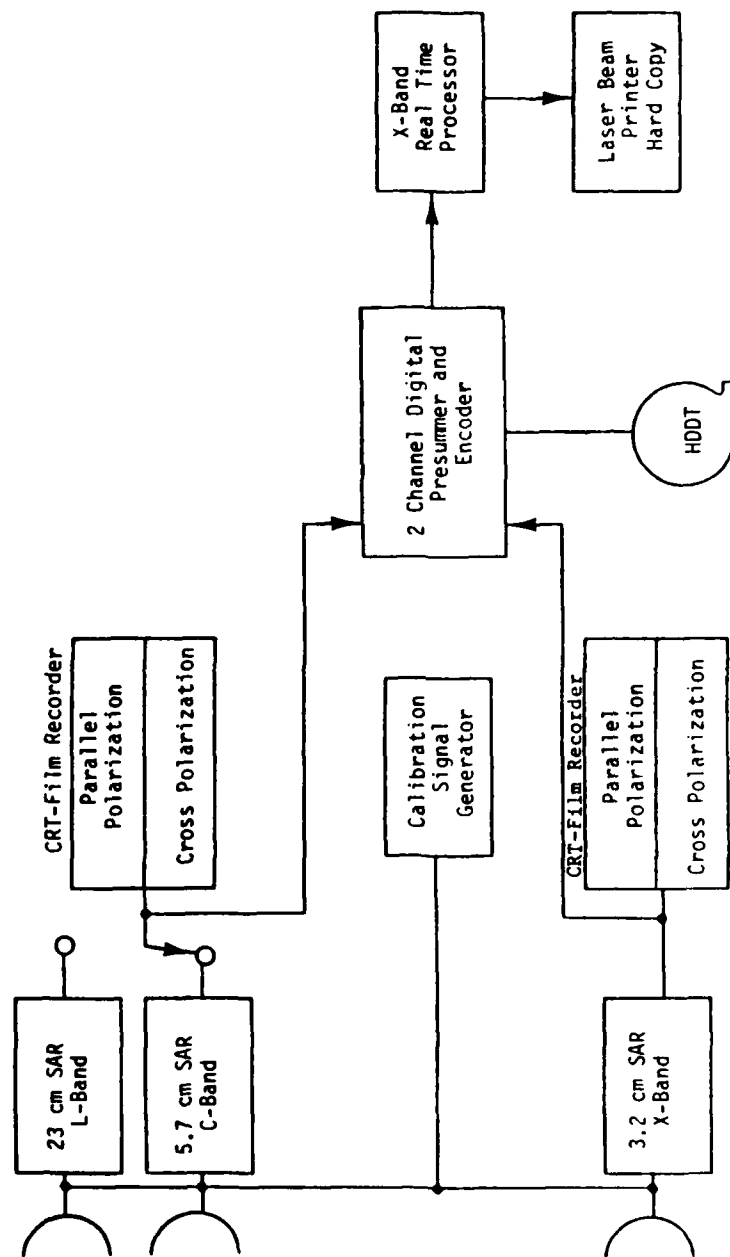 23 cm SAR
L-Band
5.7 cm SAR
C-Band
3.2 cm SAR
X-Band
CRT-Film Recorder
Parallel
Polarization
Cross Polarization
Calibration
Signal
Generator
CRT-Film Recorder
Parallel
Polarization
Cross Polarization
2 Channel Digital
Presummer and
Encoder
HDDT
X-Band
Real Time
Processor
Laser Beam
Printer
Hard Copy